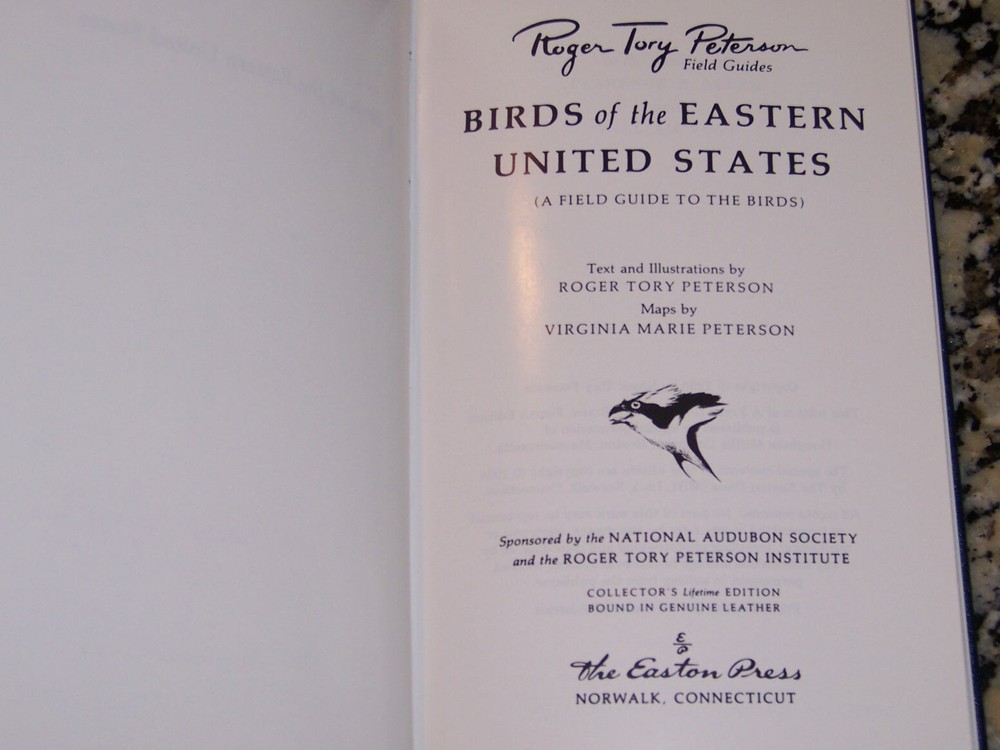 Roger Tory Peterson
Field Guides
BIRDS of the EASTERN
UNITED STATES
(A FIELD GUIDE TO THE BIRDS)
Text and Illustrations by
ROGER TORY PETERSON
Maps by
VIRGINIA MARIE PETERSON
Sponsored by the NATIONAL AUDUBON SOCIETY
and the ROGER TORY PETERSON INSTITUTE
COLLECTOR'S Lifetime EDITION
BOUND IN GENUINE LEATHER
E
P
The Easton Press
NORWALK, CONNECTICUT